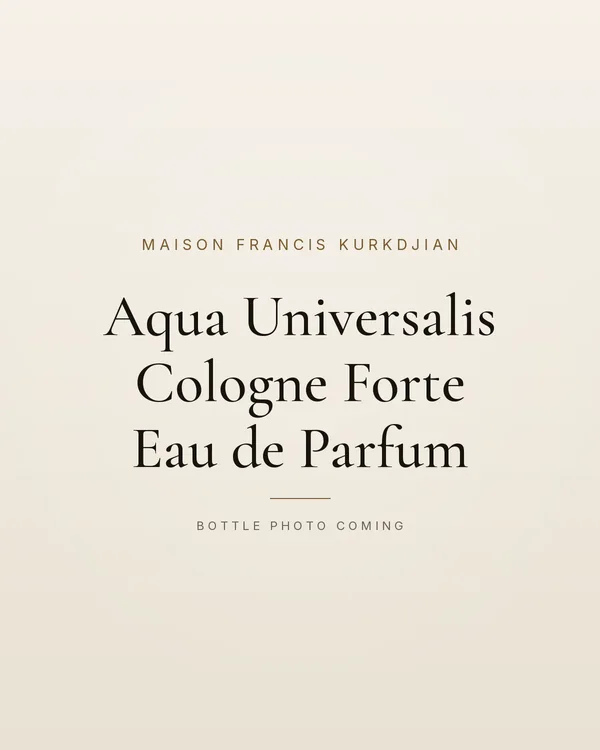 MAISON FRANCIS KURKDJIAN
Aqua Universalis
Cologne Forte
Eau de Parfum
BOTTLE PHOTO COMING